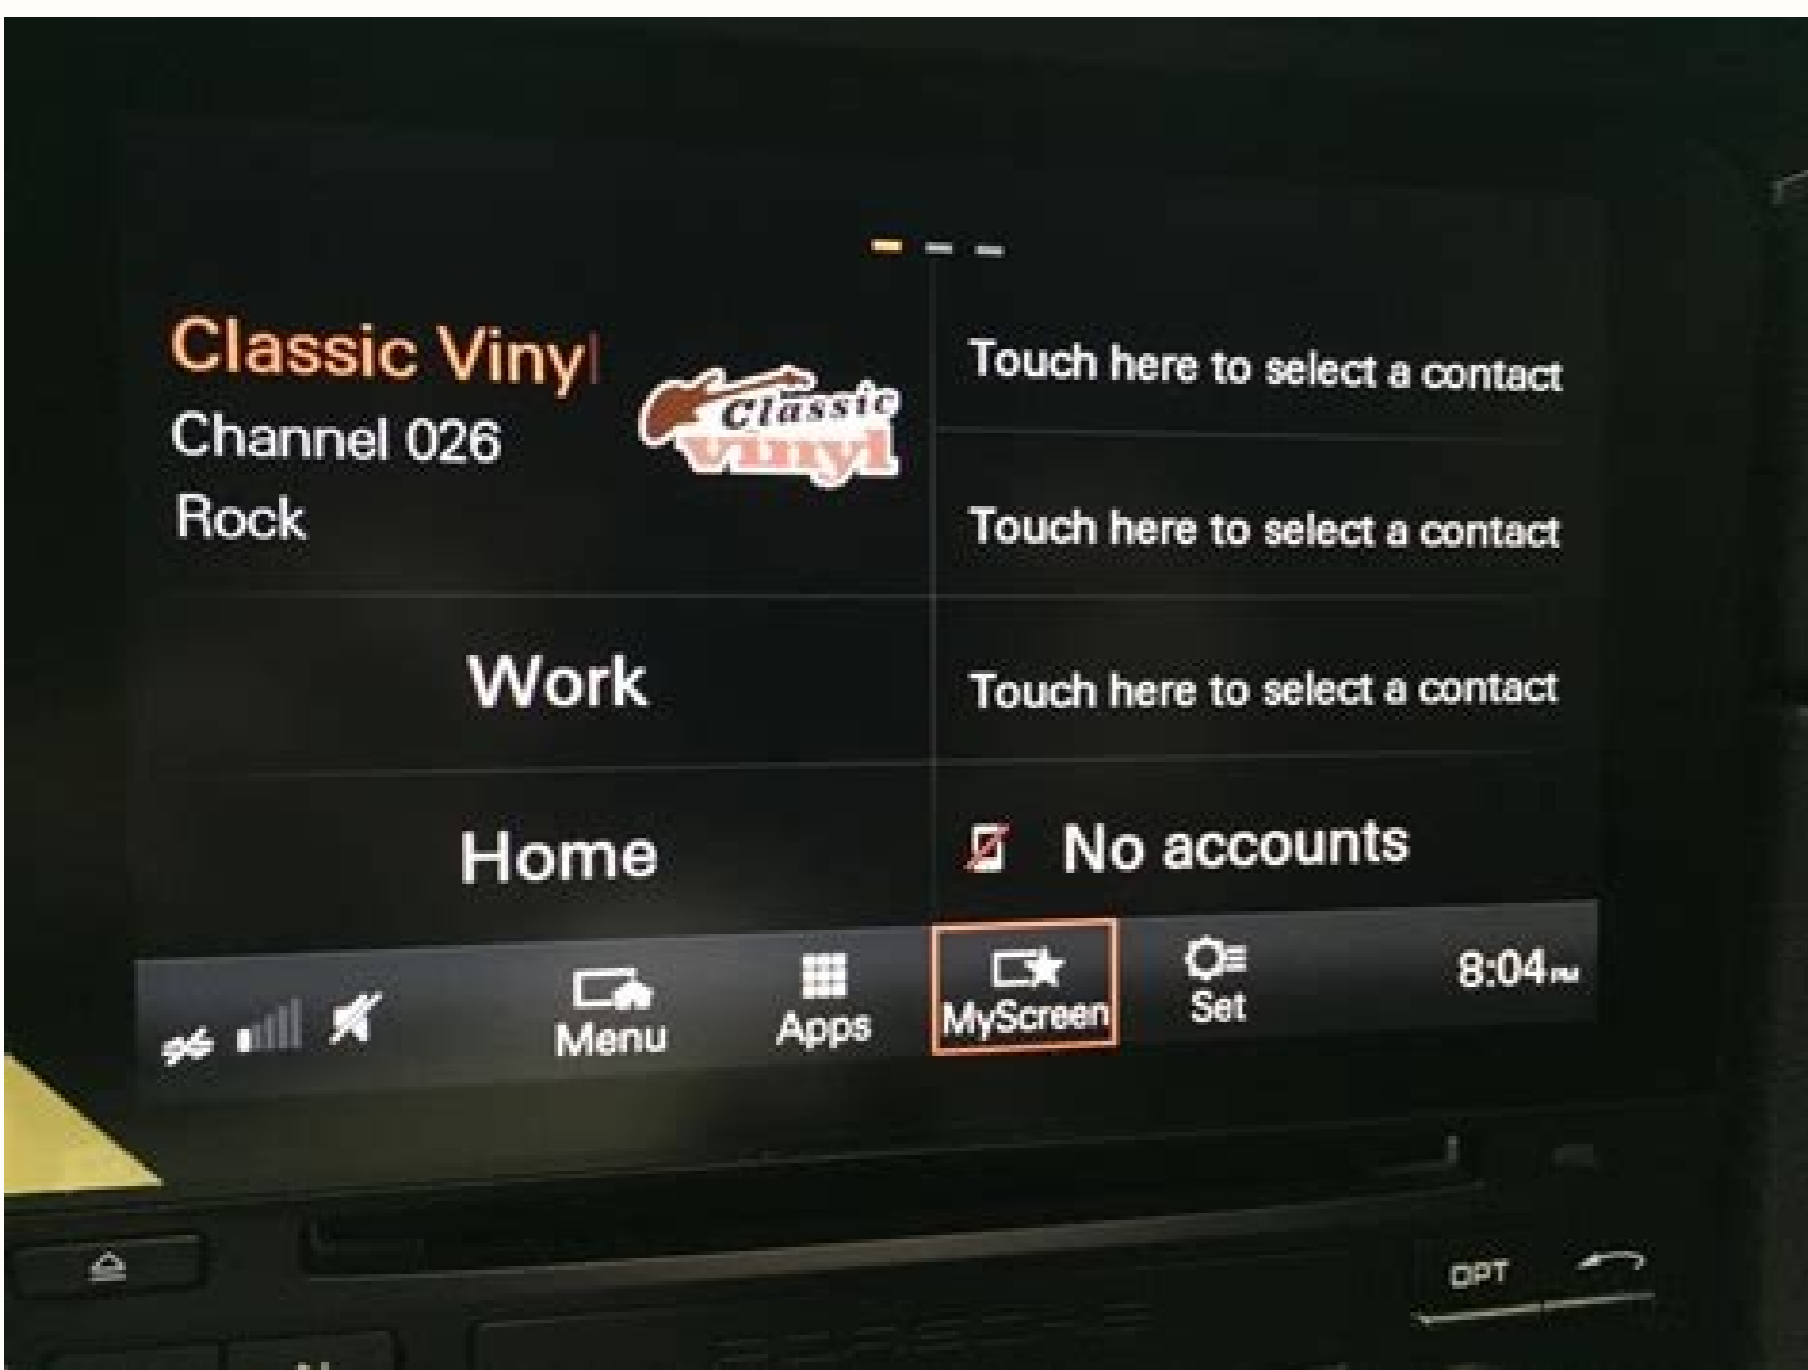 Classic Vinyl
Channel 026
Rock
Classic
vinyl
Work
Home
Touch here to select a contact
Touch here to select a contact
Touch here to select a contact
No accounts
Menu
Apps
MyScreen
Set
8:04PM
OPT